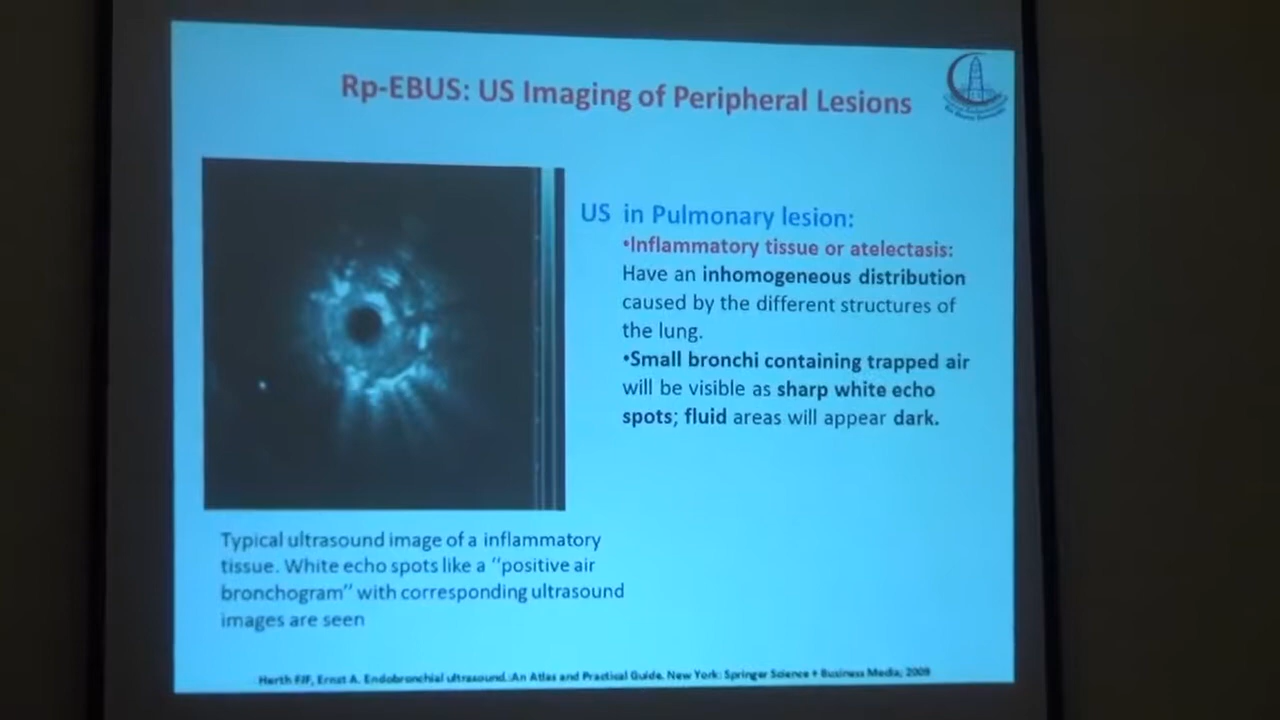 Rp-EBUS: US Imaging of Peripheral Lesions
US in Pulmonary lesion:
•Inflammatory tissue or atelectasis:
Have an inhomogeneous distribution
caused by the different structures of
the lung.
•Small bronchi containing trapped air
will be visible as sharp white echo
spots; fluid areas will appear dark.
Typical ultrasound image of a inflammatory
tissue. White echo spots like a "positive air
bronchogram" with corresponding ultrasound
images are seen
Herth FJF, Ernst A. Endobronchial ultrasound. An Atlas and Practical Guide. New York: Springer Science + Business Media; 2009